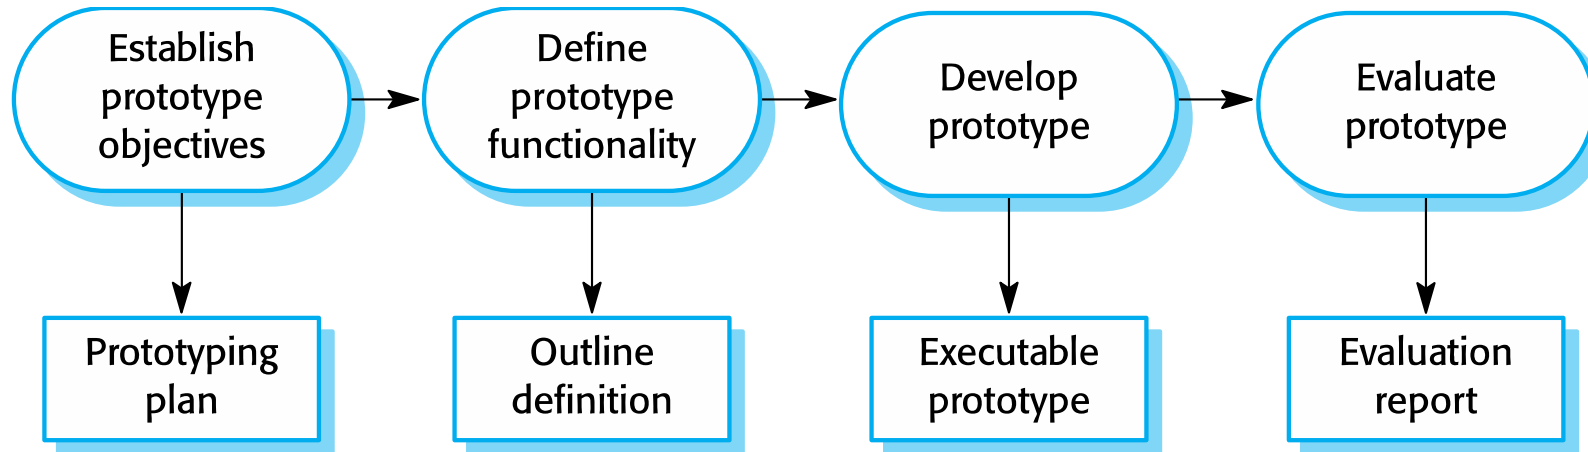 Establish
prototype
objectives
Define
prototype
functionality
Develop
prototype
Evaluate
prototype
Prototyping
plan
Outline
definition
Executable
prototype
Evaluation
report